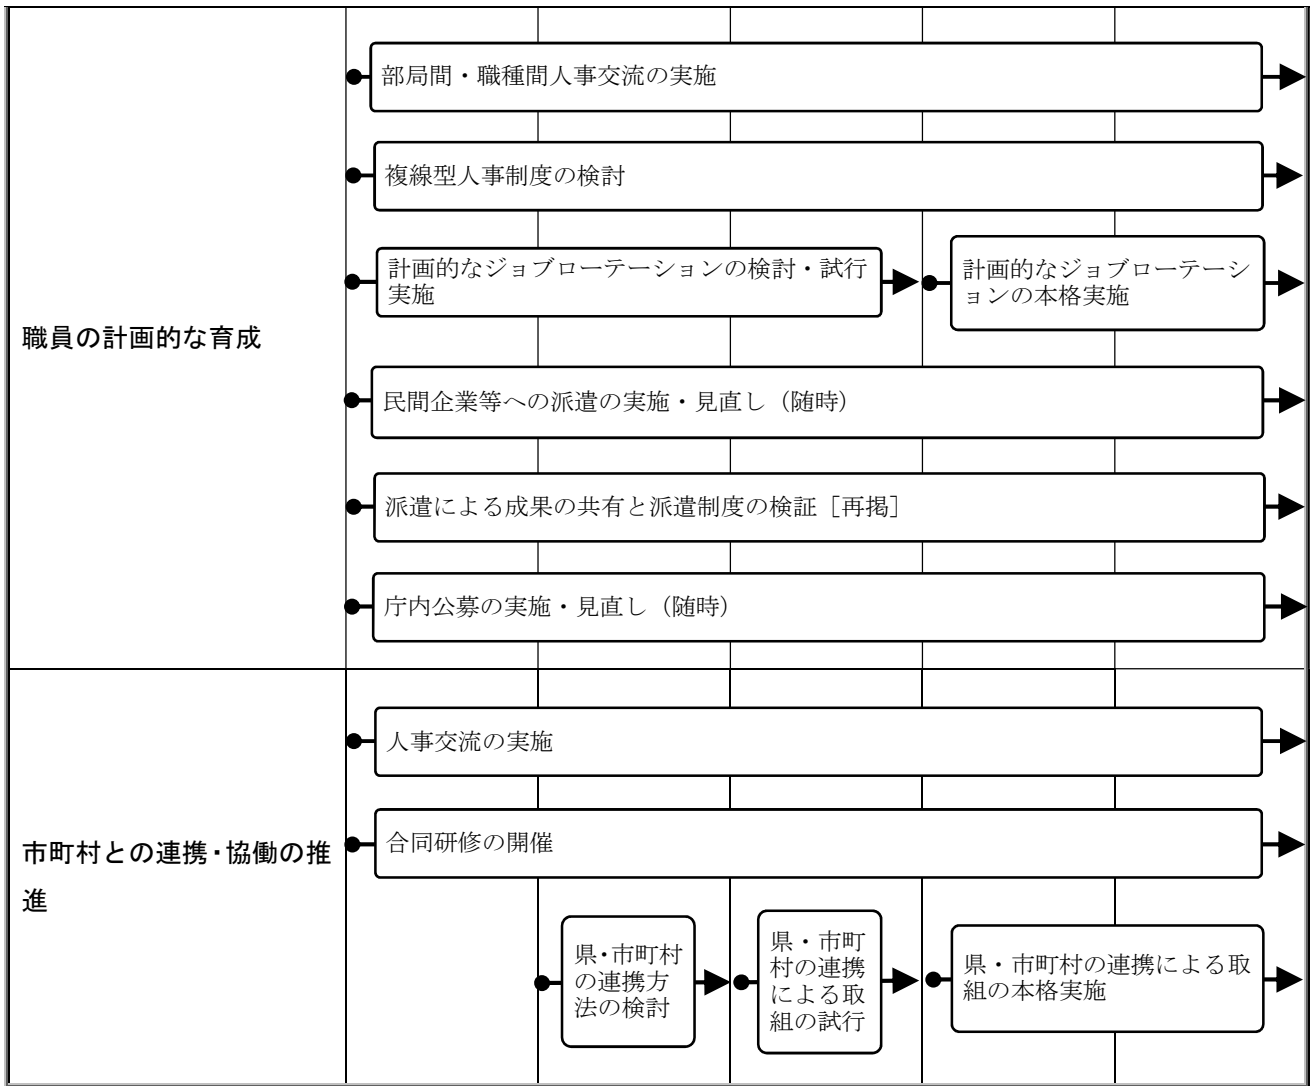 職員の計画的な育成
部局間・職種間人事交流の実施
複線型人事制度の検討
計画的なジョブローテーションの検討・試行
実施
計画的なジョブローテーシ
ョンの本格実施
民間企業等への派遣の実施・見直し（随時）
派遣による成果の共有と派遣制度の検証［再掲］
庁内公募の実施・見直し（随時）
市町村との連携・協働の推
進
人事交流の実施
合同研修の開催
県・市町村
の連携方
法の検討
県・市町
村の連携
による取
組の試行
県・市町村の連携による取
組の本格実施